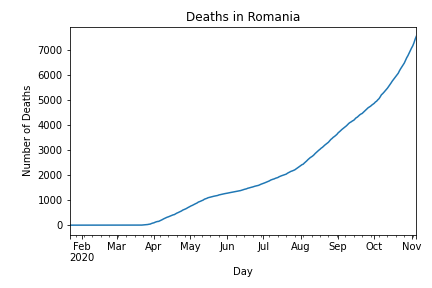 Deaths in Romania
Number of Deaths
7000
6000
5000
4000
3000
2000
1000
0
Feb Mar Apr May Jun Jul Aug Sep Oct Nov
2020
Day